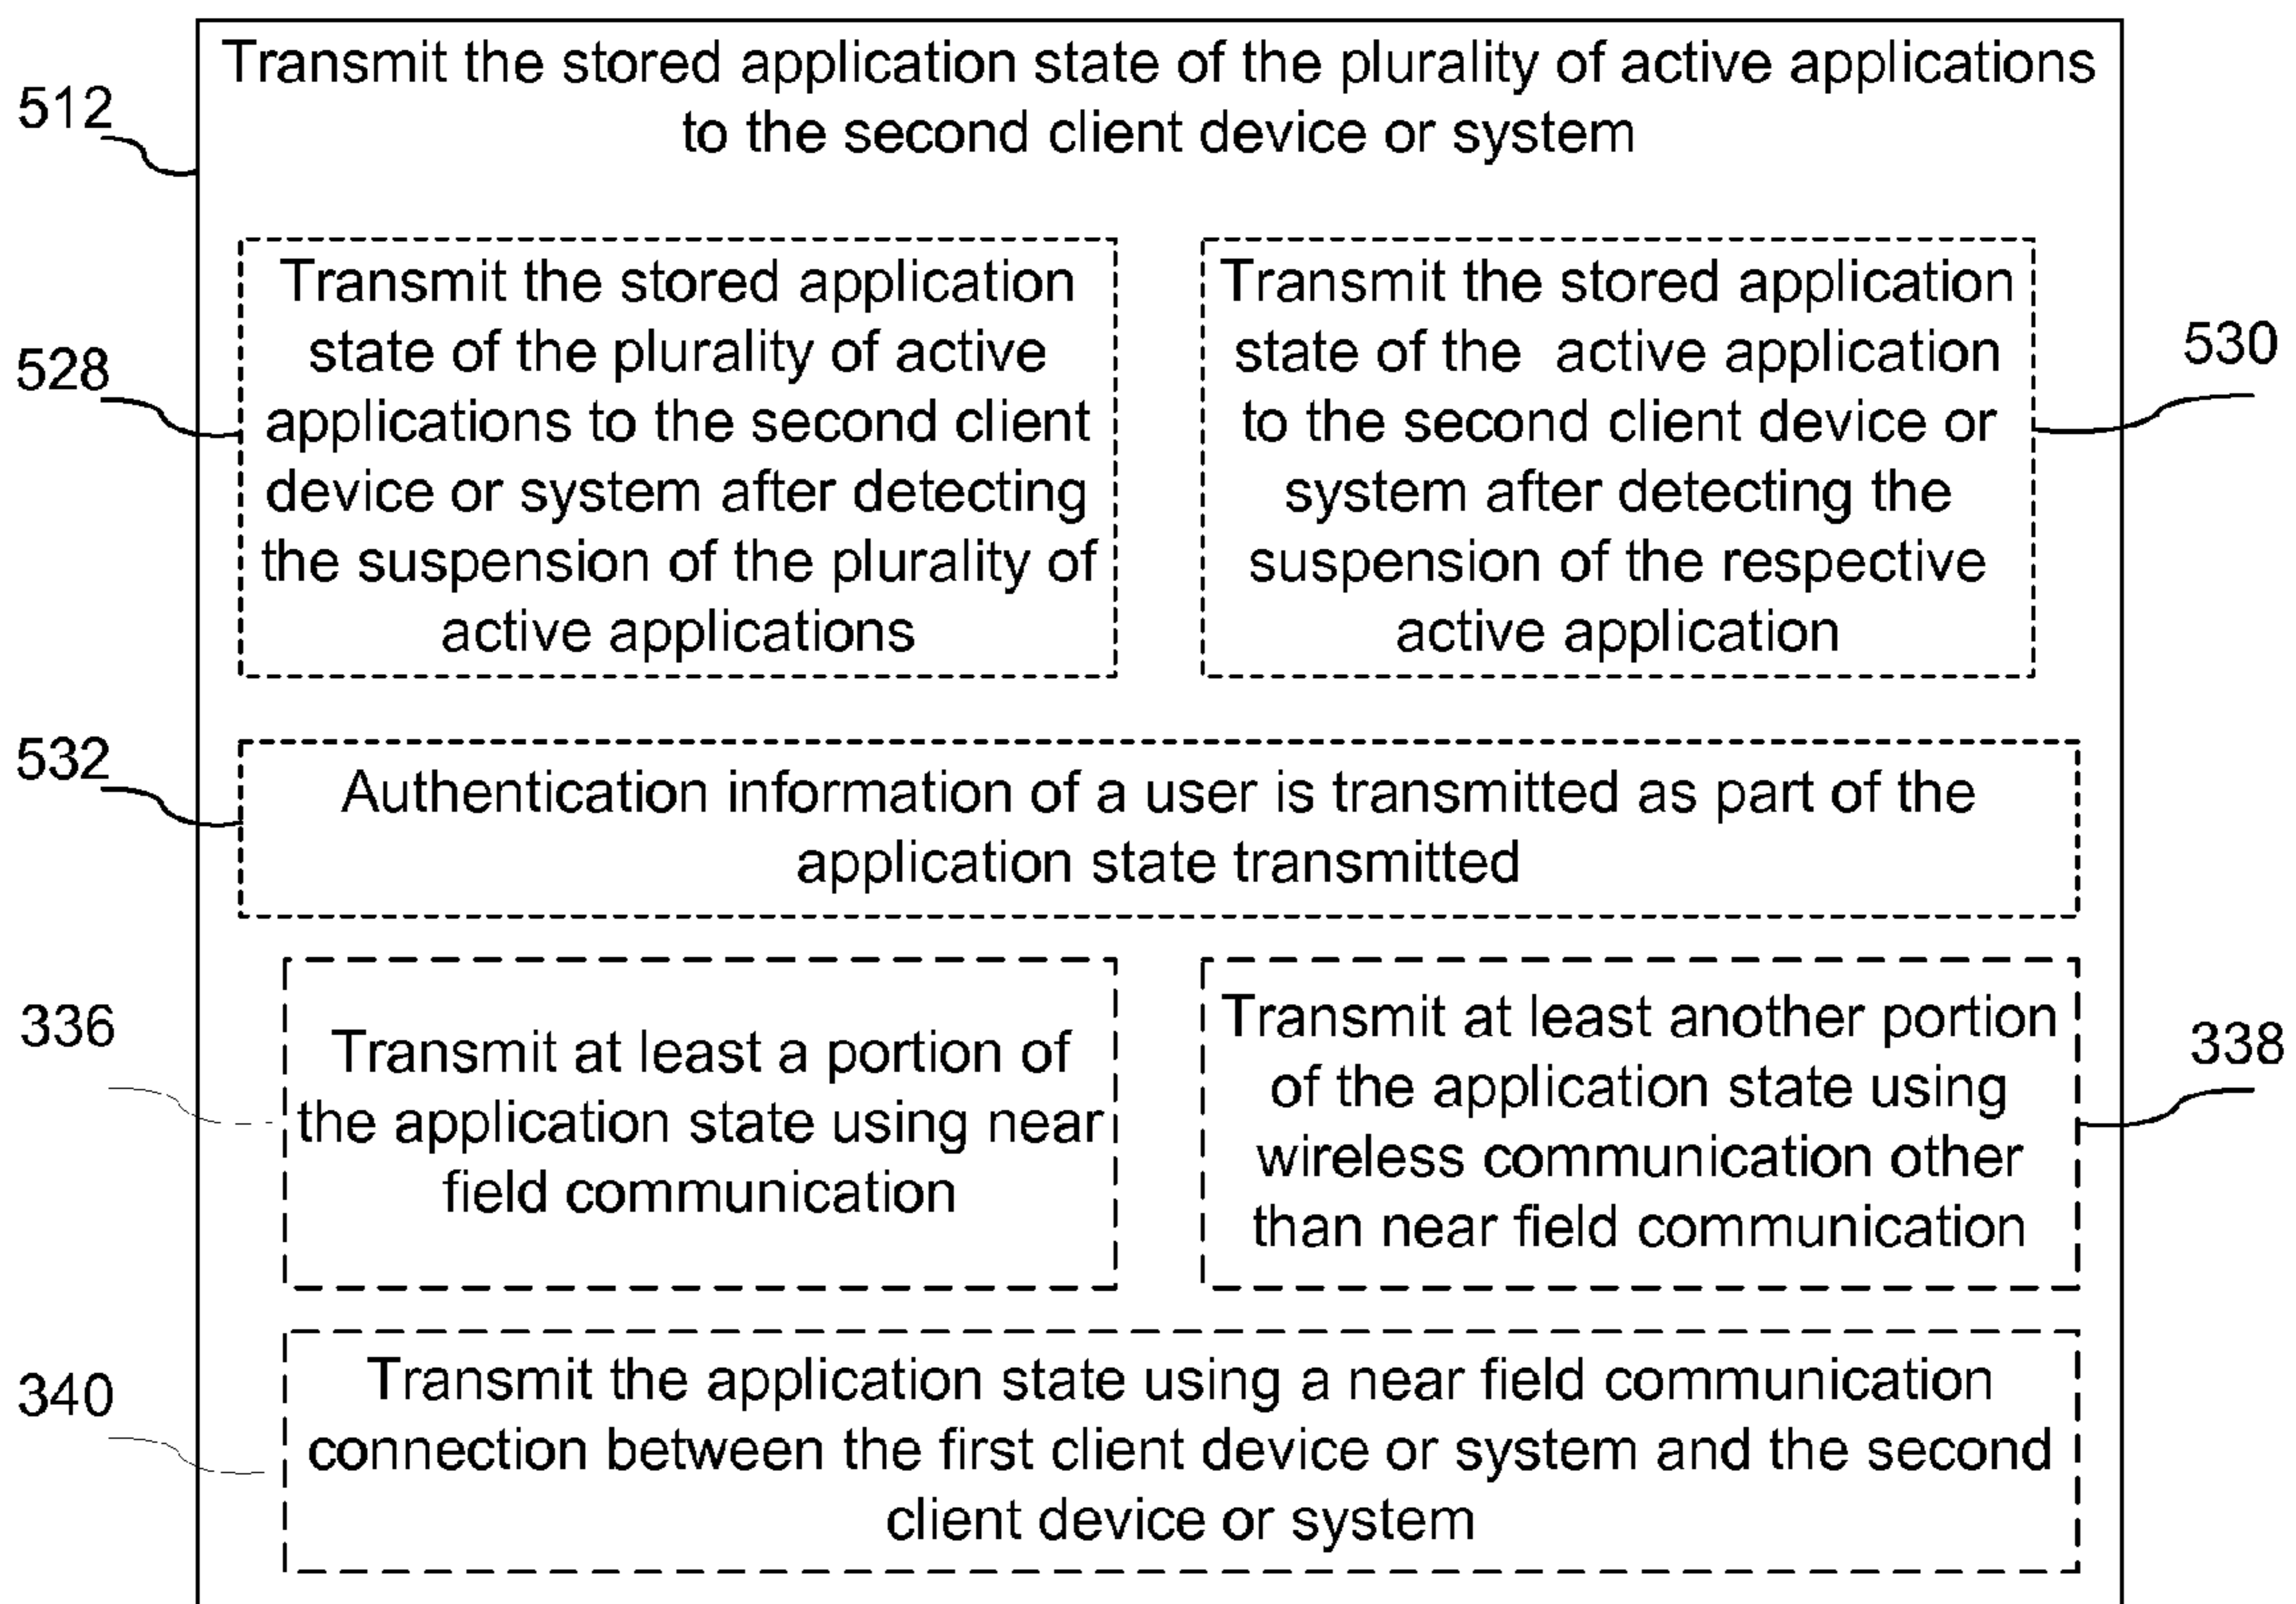 Transmit the stored application state of the plurality of active applications
to the second client device or system
512
Transmit the stored application
state of the plurality of active
applications to the second client
device or system after detecting
the suspension of the plurality of
active applications
528
Transmit the stored application
state of the active application
to the second client device or
system after detecting the
suspension of the respective
active application
530
532
Authentication information of a user is transmitted as part of the
application state transmitted
336
Transmit at least a portion of
the application state using near
field communication
Transmit at least another portion
of the application state using
wireless communication other
than near field communication
338
340
Transmit the application state using a near field communication
connection between the first client device or system and the second
client device or system